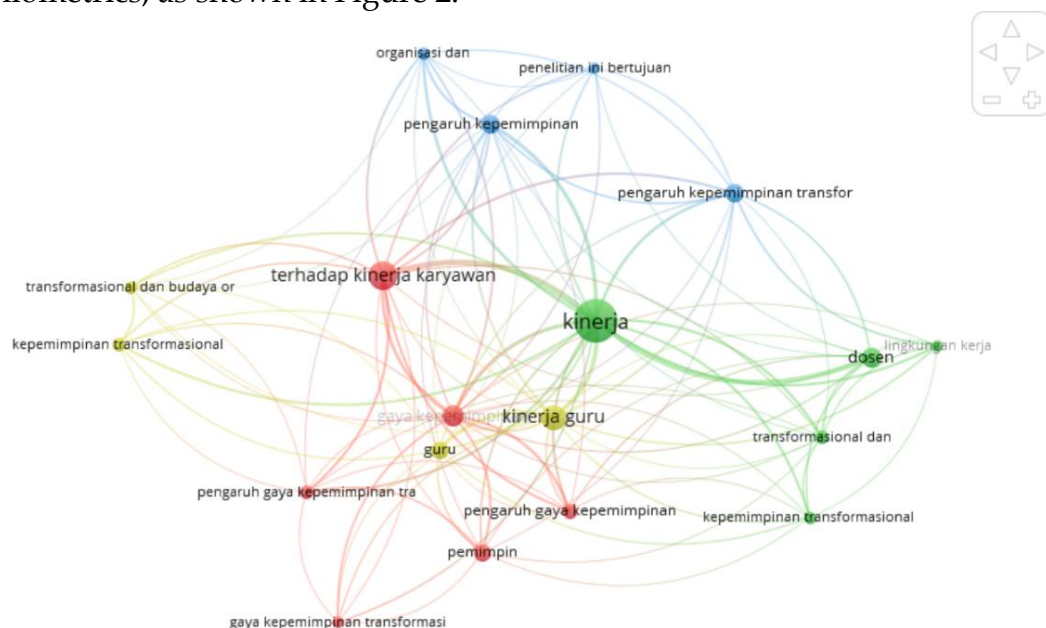 as shown in Figure 2.
organisasi dan
penelitian ini bertujuan
pengaruh kepemimpinan
pengaruh kepemimpinan transfor
terhadap kinerja karyawan
transformasional dan budaya or
kinerja
kepemimpinan transformasional
lingkungan kerja
dosen
gaya
kinerja guru
transformasional dan
guru
pengaruh gaya kepemimpinan tra
pengaruh gaya kepemimpinan
kepemimpinan transformasional
pemimpin
gaya kepemimpinan transformasi